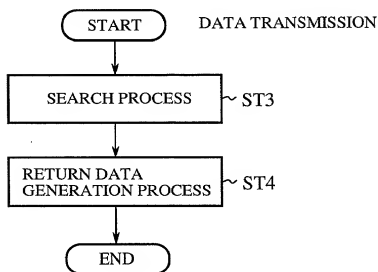 START
DATA TRANSMISSION
SEARCH PROCESS
ST3
RETURN DATA
GENERATION PROCESS
ST4
END